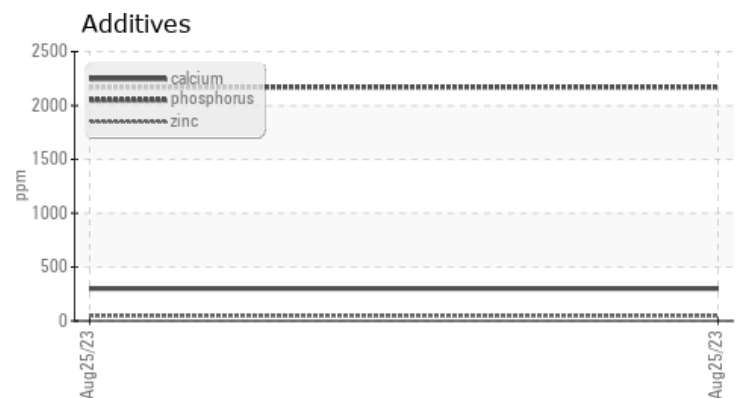 Additives
2500
2000
1500
1000
500
0
ppm
calcium
phosphorus
zinc
Aug25/23
Aug25/23